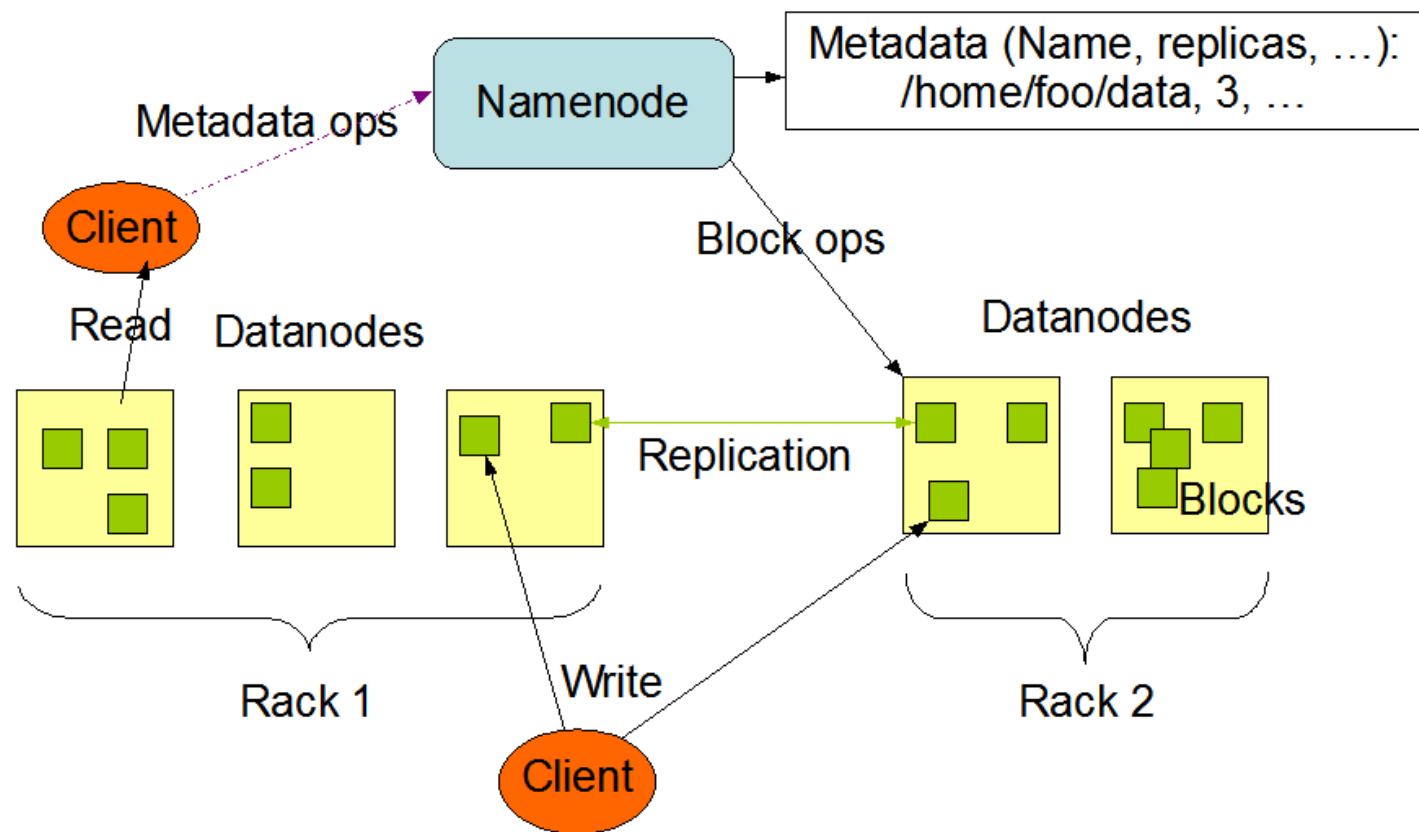 Metadata (Name, replicas, …):
/home/foo/data, 3, …
Namenode
Metadata ops
Client
Block ops
Read
Datanodes
Datanodes
Replication
Blocks
Rack 1
Write
Rack 2
Client